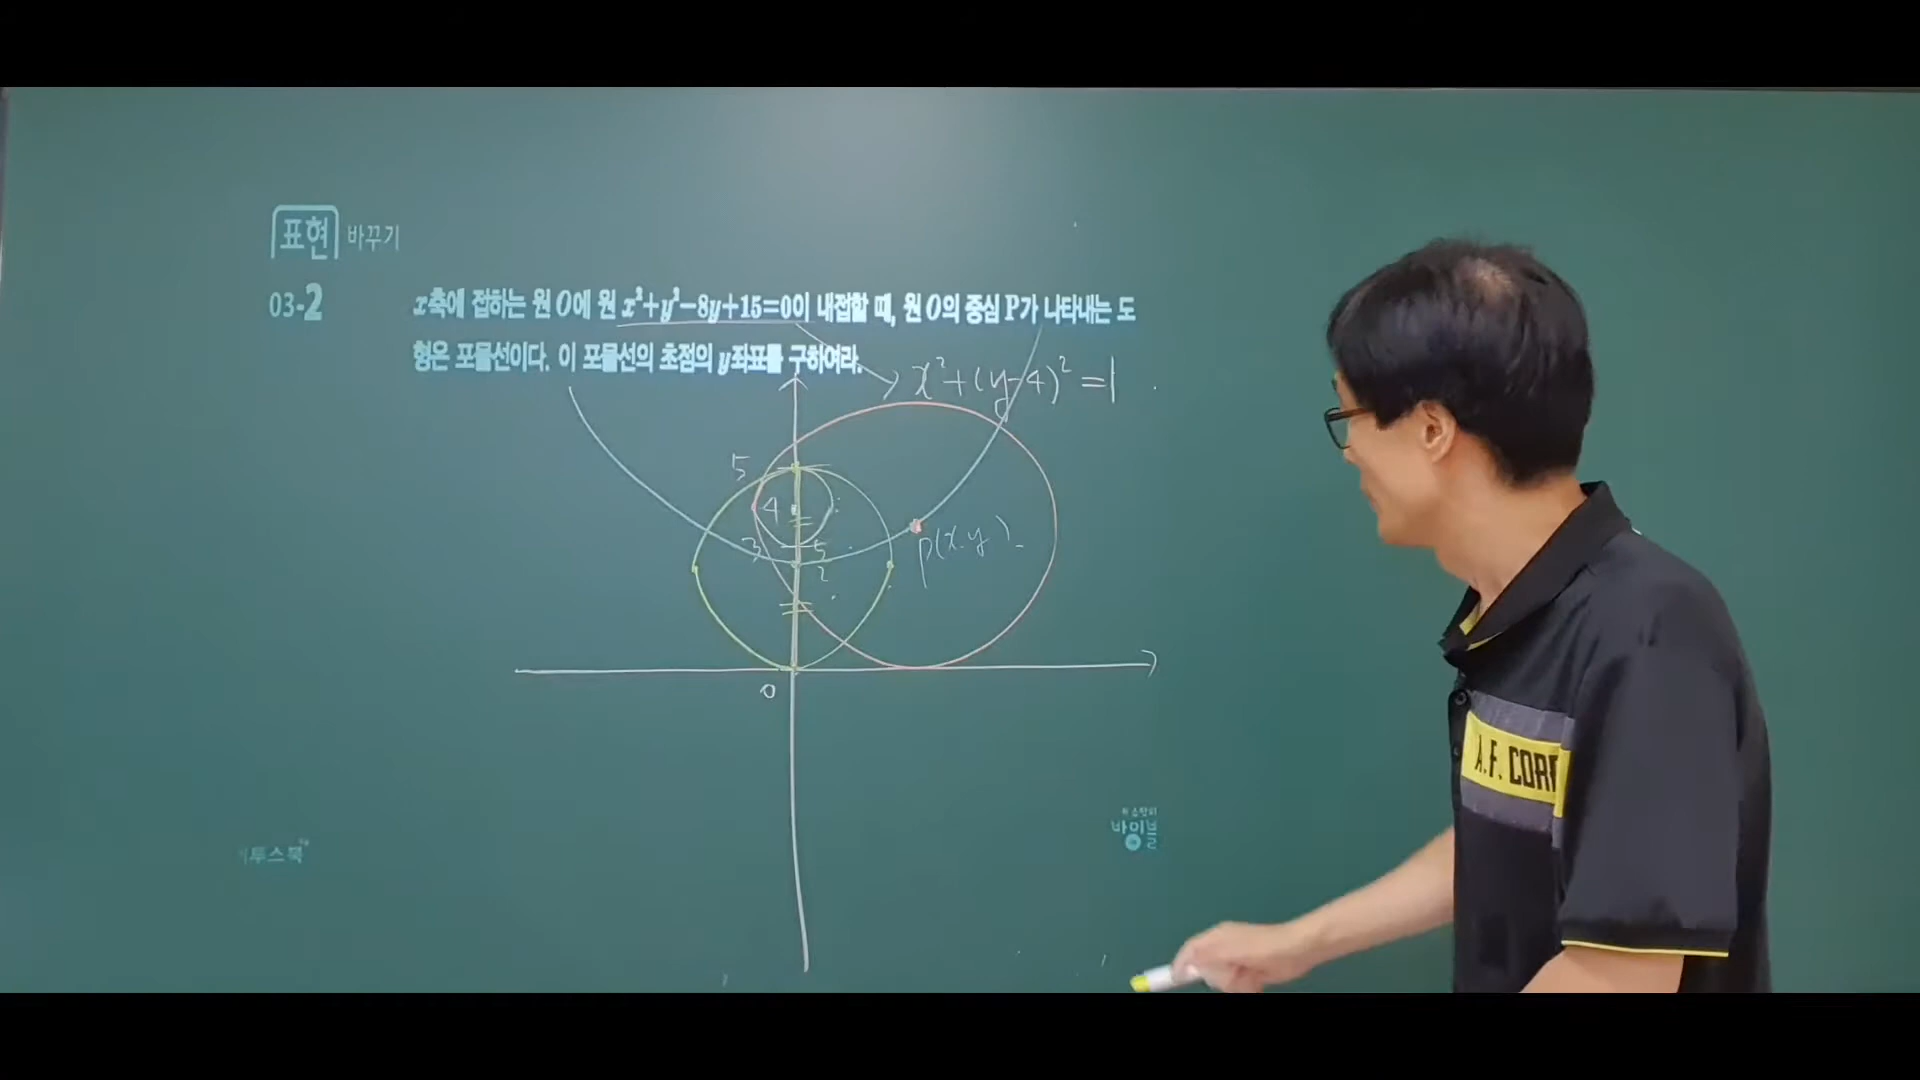 표현 바꾸기
03-2
x축에 접하는 원 O에 원 x²+y²-8y+15=0이 내접할 때, 원 O의 중심 P가 나타내는 도
형은 포물선이다. 이 포물선의 초점의 y좌표를 구하여라.
x²+(y-4)²=1
5
4
3
5
2
P(x.y)
0
A.F. COR
바이블
투스북